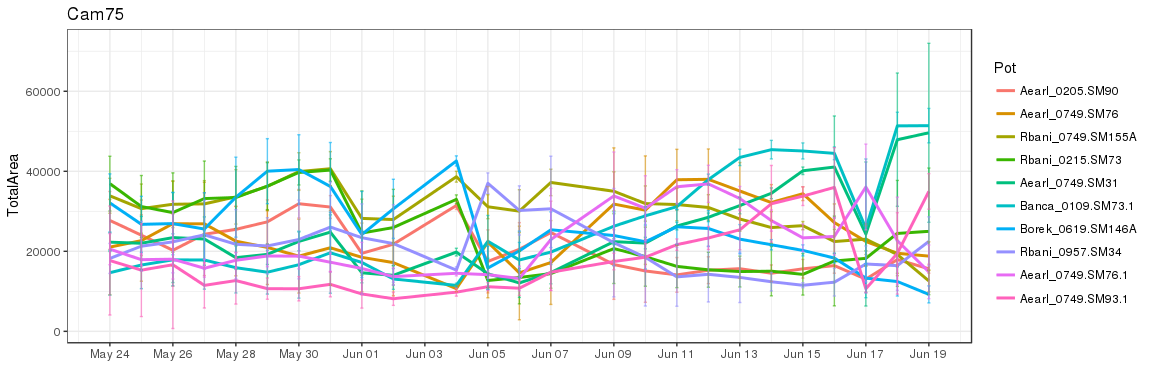 Cam75
TotalArea
60000
40000
20000
0
May 24 May 26 May 28 May 30 Jun 01 Jun 03 Jun 05 Jun 07 Jun 09 Jun 11 Jun 13 Jun 15 Jun 17 Jun 19
Pot
Aearl_0205.SM90
Aearl_0749.SM76
Rbani_0749.SM155A
Rbani_0215.SM73
Aearl_0749.SM31
Banca_0109.SM73.1
Borek_0619.SM146A
Rbani_0957.SM34
Aearl_0749.SM76.1
Aearl_0749.SM93.1